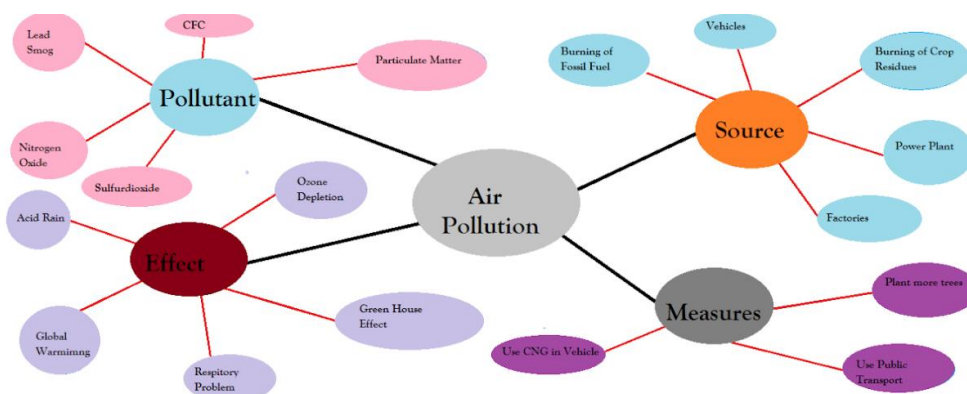 Air
Pollution
Pollutant
Lead
Smog
CFC
Particulate Matter
Nitrogen
Oxide
Sulfurdioxide
Source
Burning of
Fossil Fuel
Vehicles
Burning of Crop
Residues
Power Plant
Factories
Effect
Acid Rain
Ozone
Depletion
Global
Warmimng
Respitory
Problem
Green House
Effect
Measures
Use CNG in Vehicle
Plant more trees
Use Public
Transport